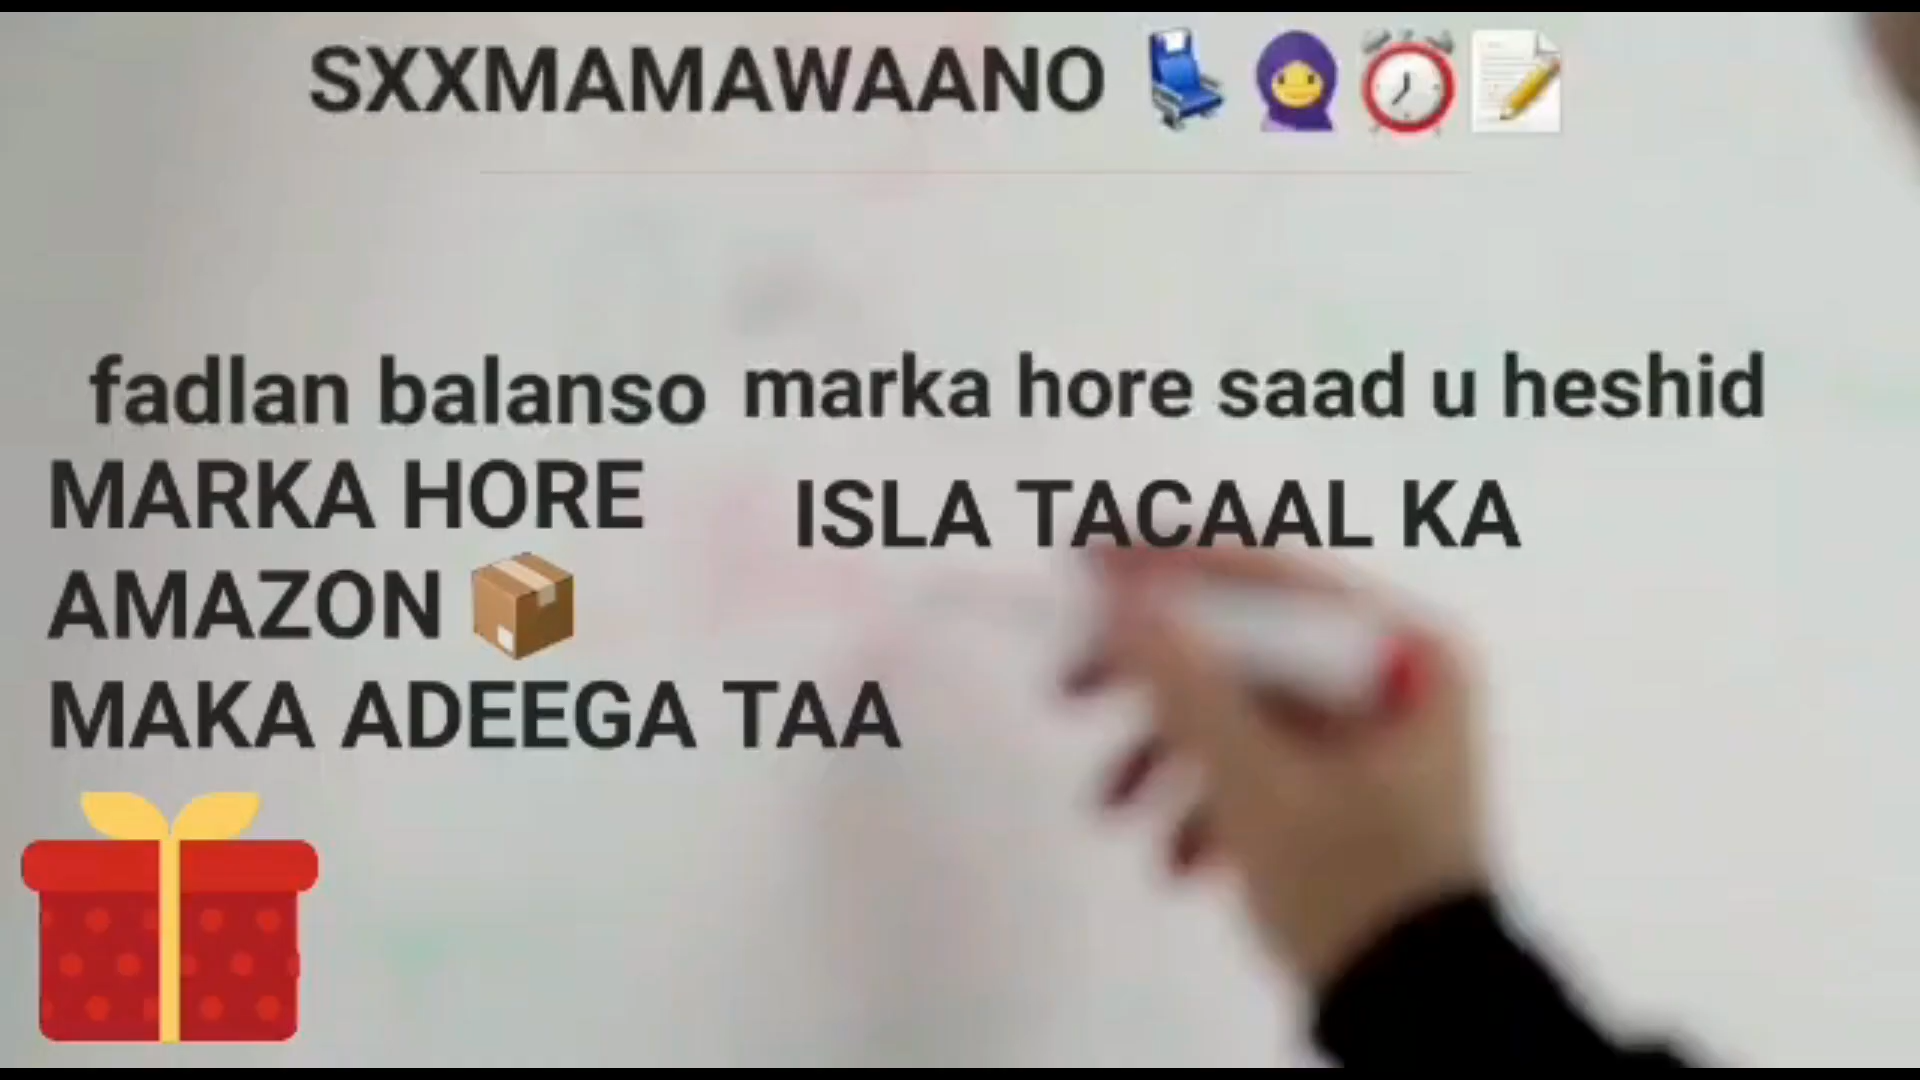 SXXMAMAWAANO 💺 🧕 ⏰ 📝
fadlan balanso
MARKA HORE
AMAZON 📦
MAKA ADEEGA TAA
marka hore saad u heshid
ISLA TACAAL KA